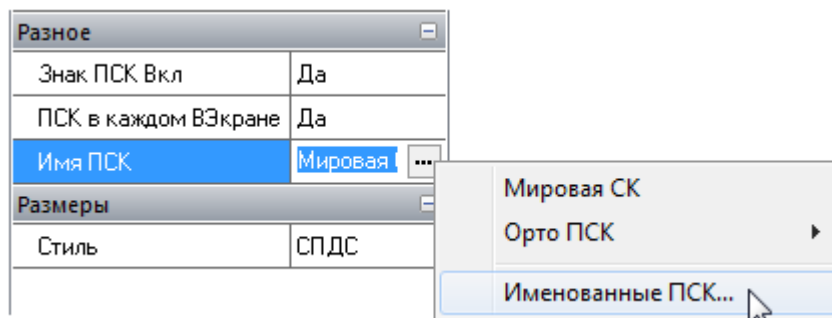 Разное
Знак ПСК Вкл Да
ПСК в каждом ВЭкране Да
Имя ПСК Мировая ...
Мировая СК
Размеры
Орто ПСК
Стиль СПДС
Именованные ПСК...